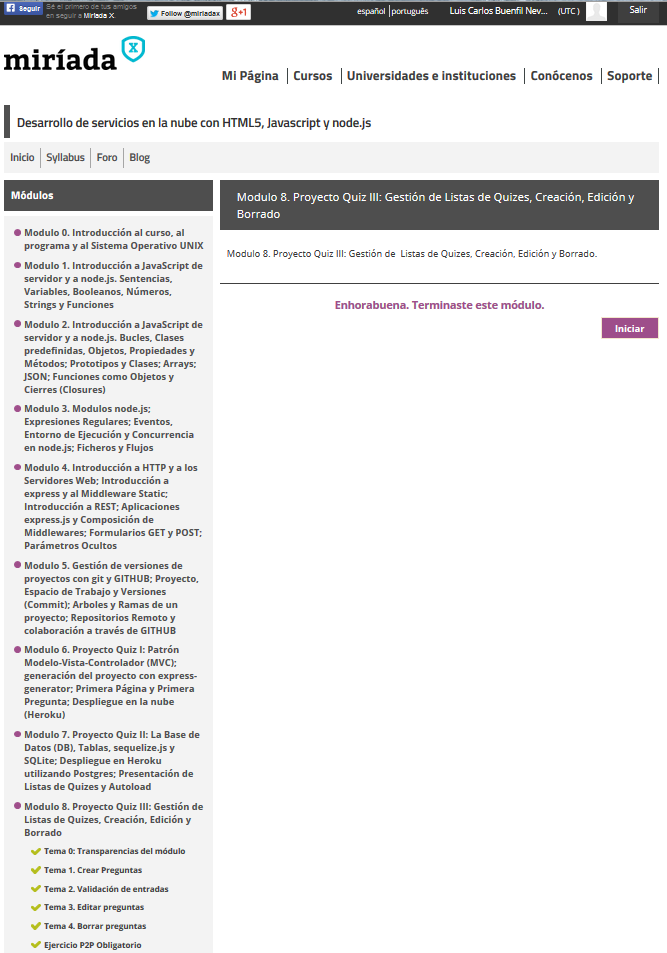 Seguir
Sé el primero de tus amigos
en seguir a Miríada X.
Follow @miriadax
g+1
español | português
Luis Carlos Buenfil Nev...
(UTC )
Salir
miríada X
Mi Página | Cursos | Universidades e instituciones | Conócenos | Soporte |
Desarrollo de servicios en la nube con HTML5, Javascript y node.js
Inicio | Syllabus | Foro | Blog
Módulos
Modulo 0. Introducción al curso, al
programa y al Sistema Operativo UNIX
Modulo 1. Introducción a JavaScript de
servidor y a node.js. Sentencias,
Variables, Booleanos, Números,
Strings y Funciones
Modulo 2. Introducción a JavaScript de
servidor y a node.js. Bucles, Clases
predefinidas, Objetos, Propiedades y
Métodos; Prototipos y Clases; Arrays;
JSON; Funciones como Objetos y
Cierres (Closures)
Modulo 3. Modulos node.js;
Expresiones Regulares; Eventos,
Entorno de Ejecución y Concurrencia
en node.js; Ficheros y Flujos
Modulo 4. Introducción a HTTP y a los
Servidores Web; Introducción a
express y al Middleware Static;
Introducción a REST; Aplicaciones
express.js y Composición de
Middlewares; Formularios GET y POST;
Parámetros Ocultos
Modulo 5. Gestión de versiones de
proyectos con git y GITHUB; Proyecto,
Espacio de Trabajo y Versiones
(Commit); Arboles y Ramas de un
proyecto; Repositorios Remoto y
colaboración a través de GITHUB
Modulo 6. Proyecto Quiz I: Patrón
Modelo-Vista-Controlador (MVC);
generación del proyecto con express-
generator; Primera Página y Primera
Pregunta; Despliegue en la nube
(Heroku)
Modulo 7. Proyecto Quiz II: La Base de
Datos (DB), Tablas, sequelize.js y
SQLite; Despliegue en Heroku
utilizando Postgres; Presentación de
Listas de Quizes y Autoload
Modulo 8. Proyecto Quiz III: Gestión de
Listas de Quizes, Creación, Edición y
Borrado
Tema 0: Transparencias del módulo
Tema 1. Crear Preguntas
Tema 2. Validación de entradas
Tema 3. Editar preguntas
Tema 4. Borrar preguntas
Ejercicio P2P Obligatorio
Modulo 8. Proyecto Quiz III: Gestión de Listas de Quizes, Creación, Edición y
Borrado
Modulo 8. Proyecto Quiz III: Gestión de Listas de Quizes, Creación, Edición y Borrado.
Enhorabuena. Terminaste este módulo.
Iniciar